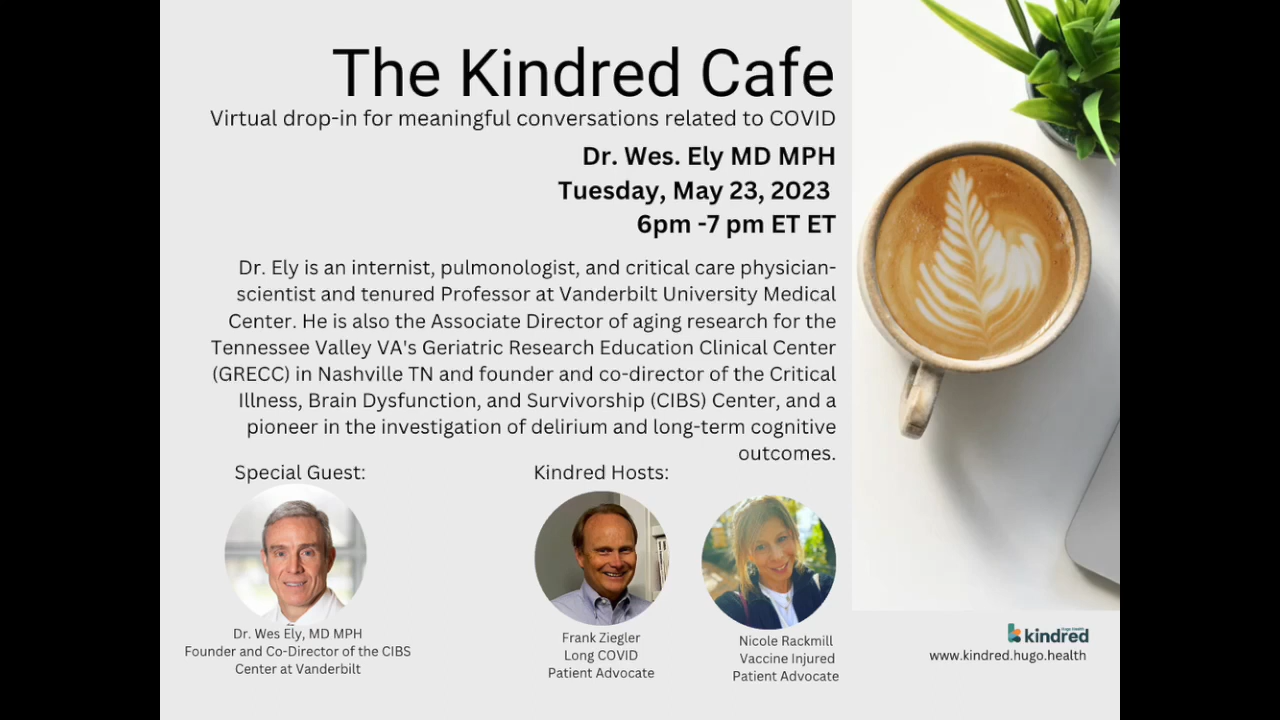 The Kindred Cafe
Virtual drop-in for meaningful conversations related to COVID
Dr. Wes. Ely MD MPH
Tuesday, May 23, 2023
6pm -7 pm ET ET
Dr. Ely is an internist, pulmonologist, and critical care physician-
scientist and tenured Professor at Vanderbilt University Medical
Center. He is also the Associate Director of aging research for the
Tennessee Valley VA's Geriatric Research Education Clinical Center
(GRECC) in Nashville TN and founder and co-director of the Critical
Illness, Brain Dysfunction, and Survivorship (CIBS) Center, and a
pioneer in the investigation of delirium and long-term cognitive
outcomes.
Special Guest:
Dr. Wes Ely, MD MPH
Founder and Co-Director of the CIBS
Center at Vanderbilt
Kindred Hosts:
Frank Ziegler
Long COVID
Patient Advocate
Nicole Rackmill
Vaccine Injured
Patient Advocate
Hugo Health
kindred
www.kindred.hugo.health